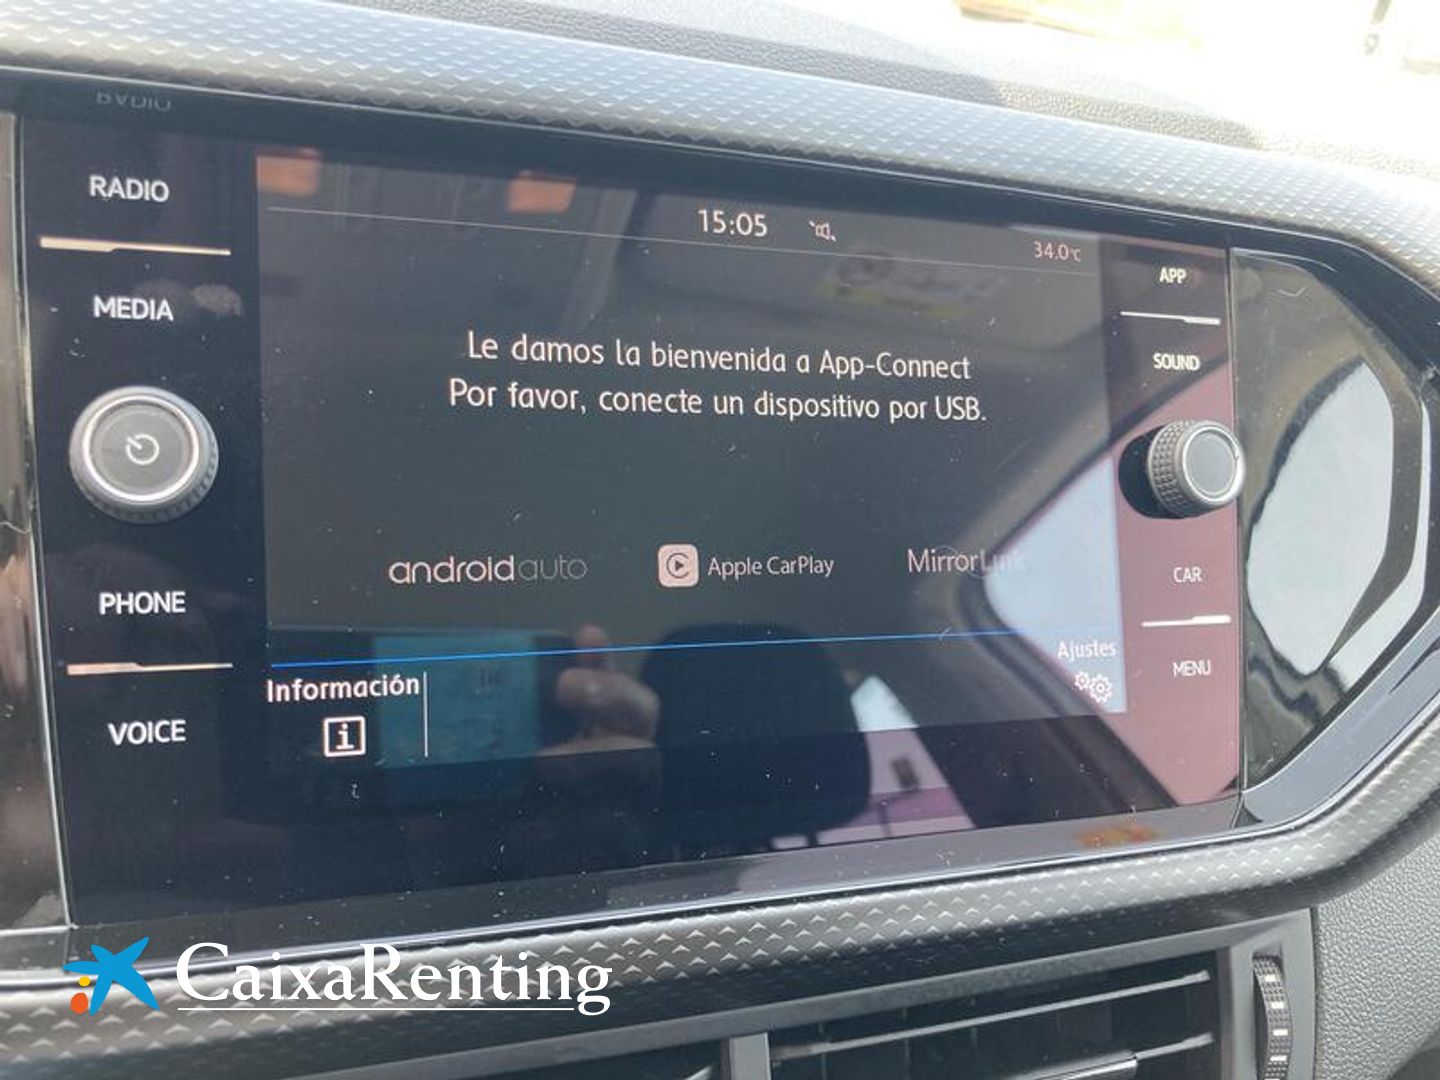 RADIO
MEDIA
PHONE
VOICE
15:05
34.0°C
Le damos la bienvenida a App-Connect
Por favor, conecte un dispositivo por USB.
androidauto
Apple CarPlay
MirrorLink
Información
i
Ajustes
APP
SOUND
CAR
MENU
CaixaRenting